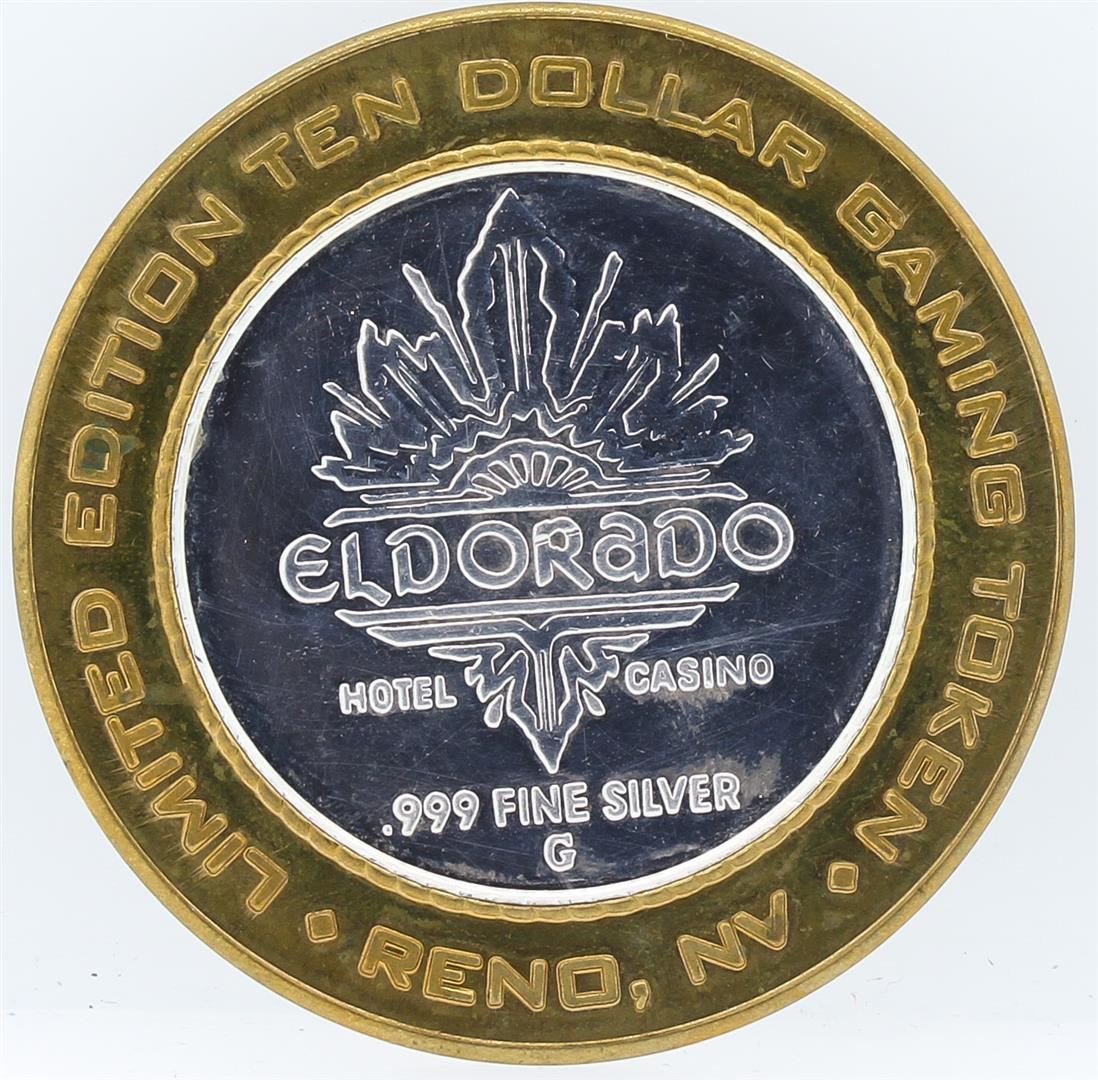 LIMITED EDITION TEN DOLLAR GAMING TOKEN
RENO, NV
ELDORADO
HOTEL CASINO
.999 FINE SILVER
G